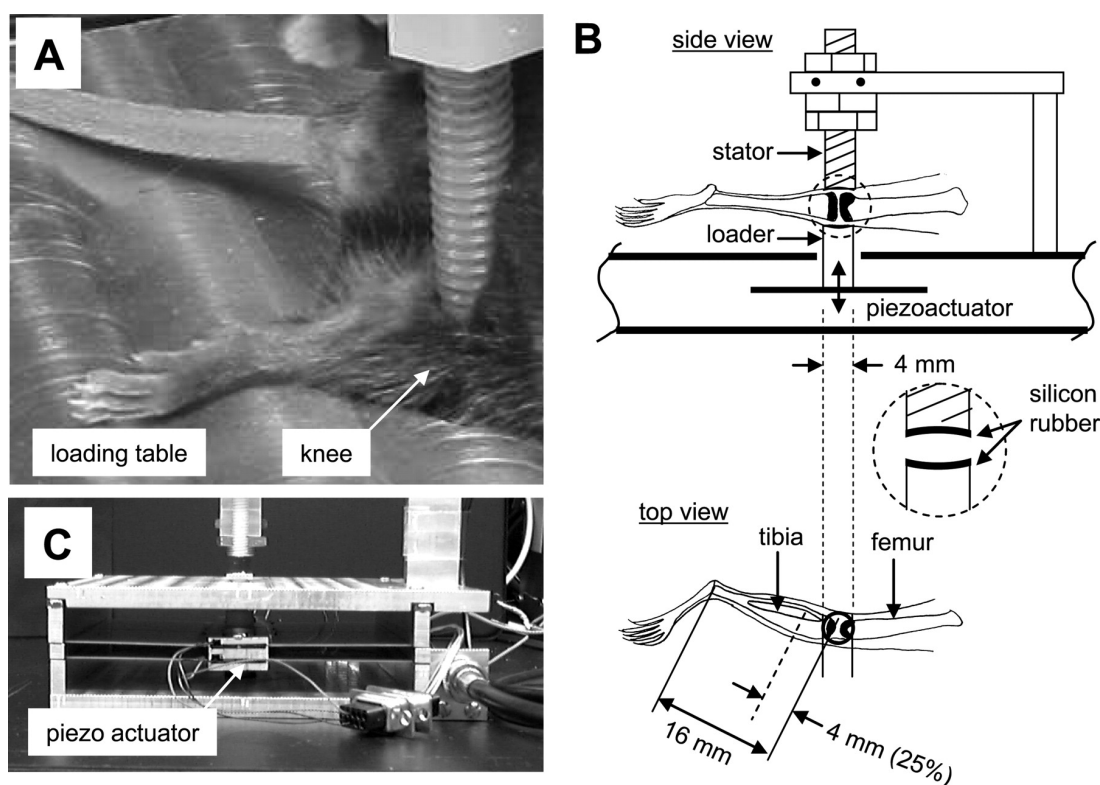 A
knee
loading table
C
piezo actuator
B
side view
stator
loader
piezoactuator
4 mm
silicon
rubber
top view
tibia
femur
16 mm
4 mm (25%)